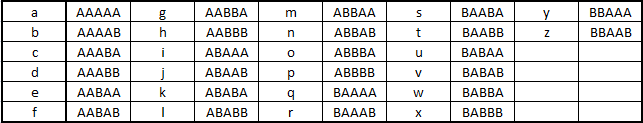 a AAAAA g AABBA m ABBAA s BAABA y BBAAA
b AAAAB h AABBB n ABBAB t BAABB z BBAAB
c AAABA i ABAAA o ABBBA u BABAA
d AAABB j ABAAB p ABBBB v BABAB
e AABAA k ABABA q BAAAA w BABBA
f AABAB l ABABB r BAAAB x BABBB